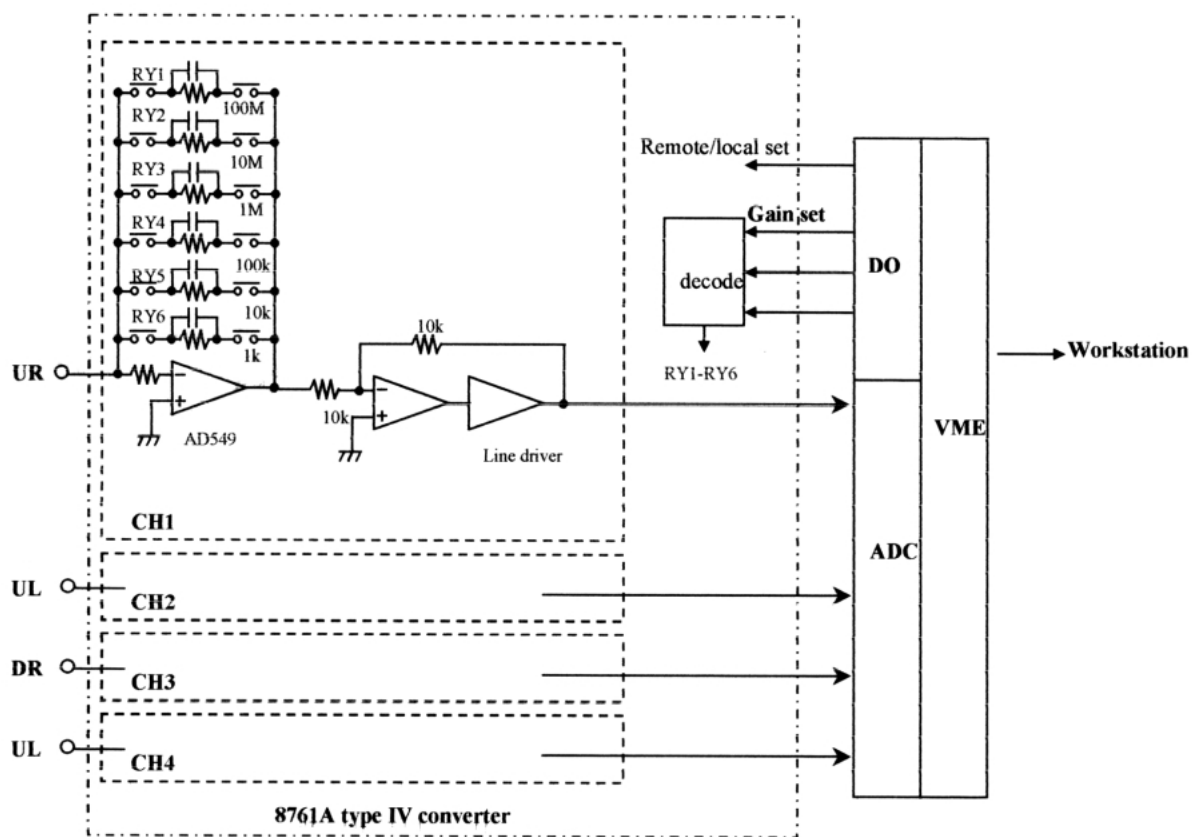 RY1
100M
RY2
10M
RY3
1M
RY4
100k
RY5
10k
RY6
1k
UR
AD549
10k
10k
Line driver
CH1
Remote/local set
Gain set
decode
RY1-RY6
DO
ADC
VME
Workstation
UL
CH2
DR
CH3
UL
CH4
8761A type IV converter